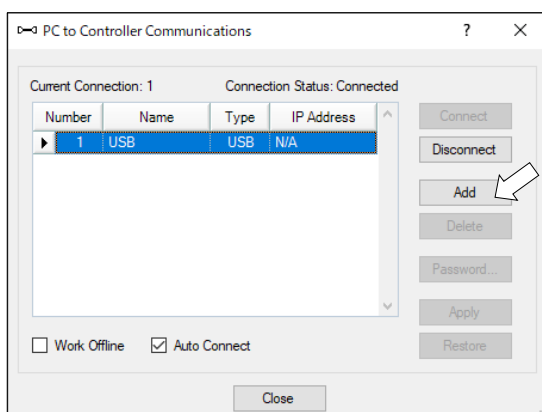 PC to Controller Communications ?
Current Connection: 1 Connection Status: Connected
Number Name Type IP Address Connect
1 USB USB N/A Disconnect
Add
Delete
Password...
Apply
Work Offline Auto Connect Restore
Close